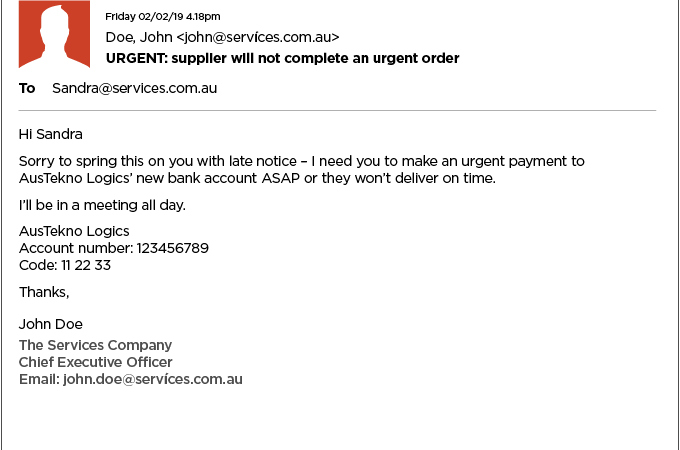 Friday 02/02/19 4.18pm
Doe, John <john@servíces.com.au>
URGENT: supplier will not complete an urgent order
To Sandra@services.com.au
Hi Sandra
Sorry to spring this on you with late notice – I need you to make an urgent payment to
AusTekno Logics’ new bank account ASAP or they won’t deliver on time.
I’ll be in a meeting all day.
AusTekno Logics
Account number: 123456789
Code: 11 22 33
Thanks,
John Doe
The Services Company
Chief Executive Officer
Email: john.doe@servíces.com.au